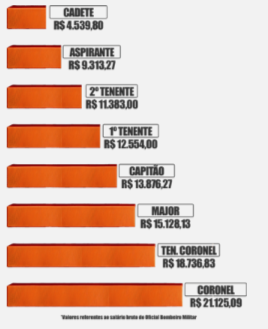 CADETE
R$ 4.539,80
ASPIRANTE
R$ 9.313,27
2º TENENTE
R$ 11.383,00
1º TENENTE
R$ 12.554,00
CAPITÃO
R$ 13.876,27
MAJOR
R$ 15.128,13
TEN. CORONEL
R$ 18.736,83
CORONEL
R$ 21.125,09
*Valores referentes ao salário bruto do Oficial Bombeiro Militar